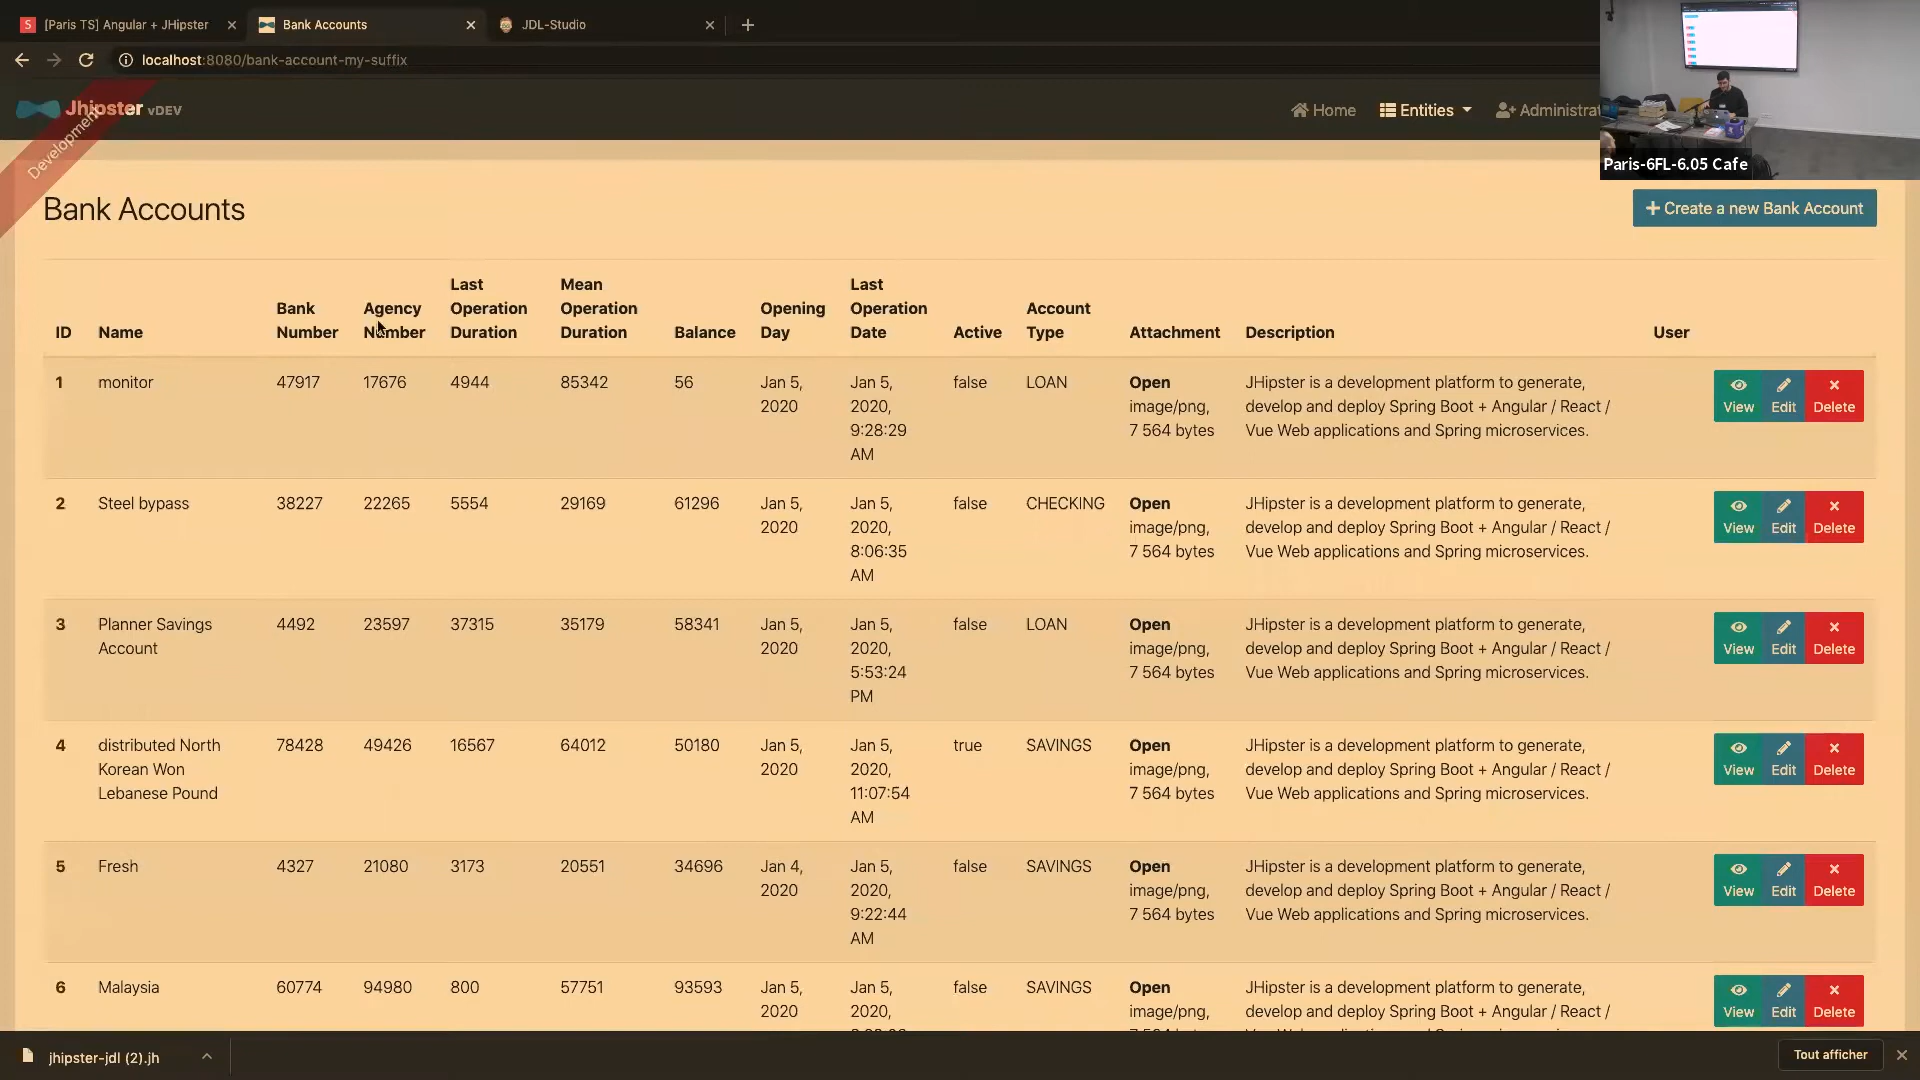 [Paris TS] Angular + JHipster
Bank Accounts
JDL-Studio
localhost:8080/bank-account-my-suffix
Jhipster vDEV
Development
Home
Entities
Administrat
Paris-6FL-6.05 Cafe
Bank Accounts
+ Create a new Bank Account
ID Name Bank Number Agency Number Last Operation Duration Mean Operation Duration Balance Opening Day Last Operation Date Active Account Type Attachment Description User
1 monitor 47917 17676 4944 85342 56 Jan 5, false LOAN Open JHipster is a development platform to generate,
2020 2020, image/png, develop and deploy Spring Boot + Angular / React /
9:28:29 7 564 bytes Vue Web applications and Spring microservices.
AM
View Edit Delete
2 Steel bypass 38227 22265 5554 29169 61296 Jan 5, false CHECKING Open JHipster is a development platform to generate,
2020 2020, image/png, develop and deploy Spring Boot + Angular / React /
8:06:35 7 564 bytes Vue Web applications and Spring microservices.
AM
View Edit Delete
3 Planner Savings 4492 23597 37315 35179 58341 Jan 5, Jan 5, false LOAN Open JHipster is a development platform to generate,
Account 2020 2020, image/png, develop and deploy Spring Boot + Angular / React /
5:53:24 7 564 bytes Vue Web applications and Spring microservices.
PM
View Edit Delete
4 distributed North 78428 49426 16567 64012 50180 Jan 5, Jan 5, true SAVINGS Open JHipster is a development platform to generate,
Korean Won 2020 2020, image/png, develop and deploy Spring Boot + Angular / React /
Lebanese Pound 11:07:54 7 564 bytes Vue Web applications and Spring microservices.
AM
View Edit Delete
5 Fresh 4327 21080 3173 20551 34696 Jan 4, Jan 5, false SAVINGS Open JHipster is a development platform to generate,
2020 2020, image/png, develop and deploy Spring Boot + Angular / React /
9:22:44 7 564 bytes Vue Web applications and Spring microservices.
AM
View Edit Delete
6 Malaysia 60774 94980 800 57751 93593 Jan 5, Jan 5, false SAVINGS Open JHipster is a development platform to generate,
2020 2020, image/png, develop and deploy Spring Boot + Angular / React /
View Edit Delete
jhipster-jdl (2).jh
Tout afficher